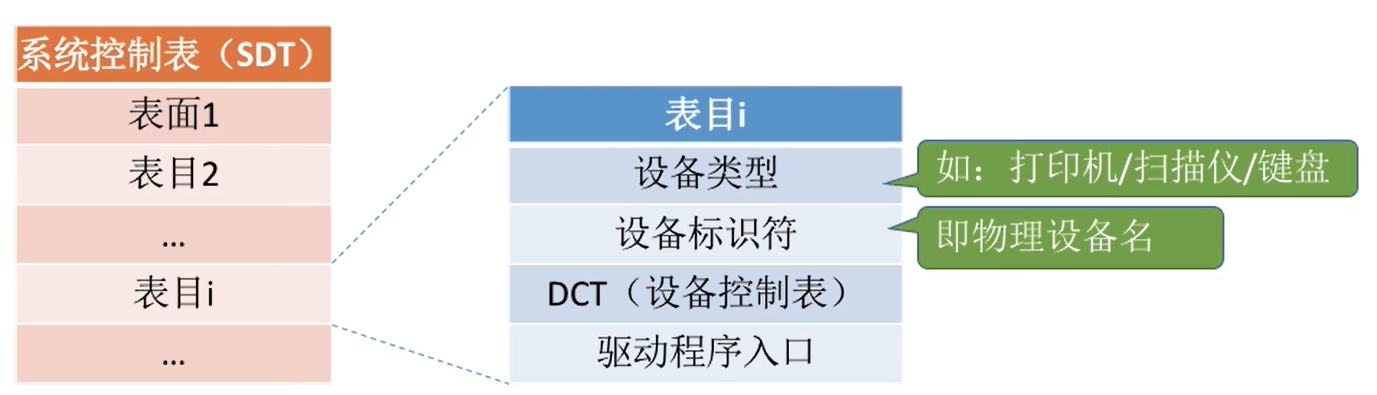 系统控制表（SDT）
表面1
表目2
...
表目i
...
表目i
设备类型
设备标识符
DCT（设备控制表）
驱动程序入口
如：打印机/扫描仪/键盘
即物理设备名